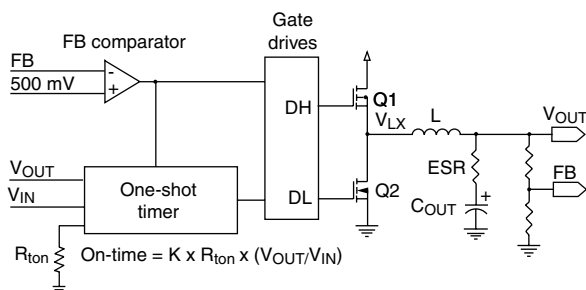 Gate
drives
FB comparator
FB
500 mV
-
+
DH
Q1
V_LX
L
V_OUT
ESR
FB
V_OUT
V_IN
One-shot
timer
DL
Q2
+
C_OUT
R_ton
On-time = K x R_ton x (V_OUT/V_IN)